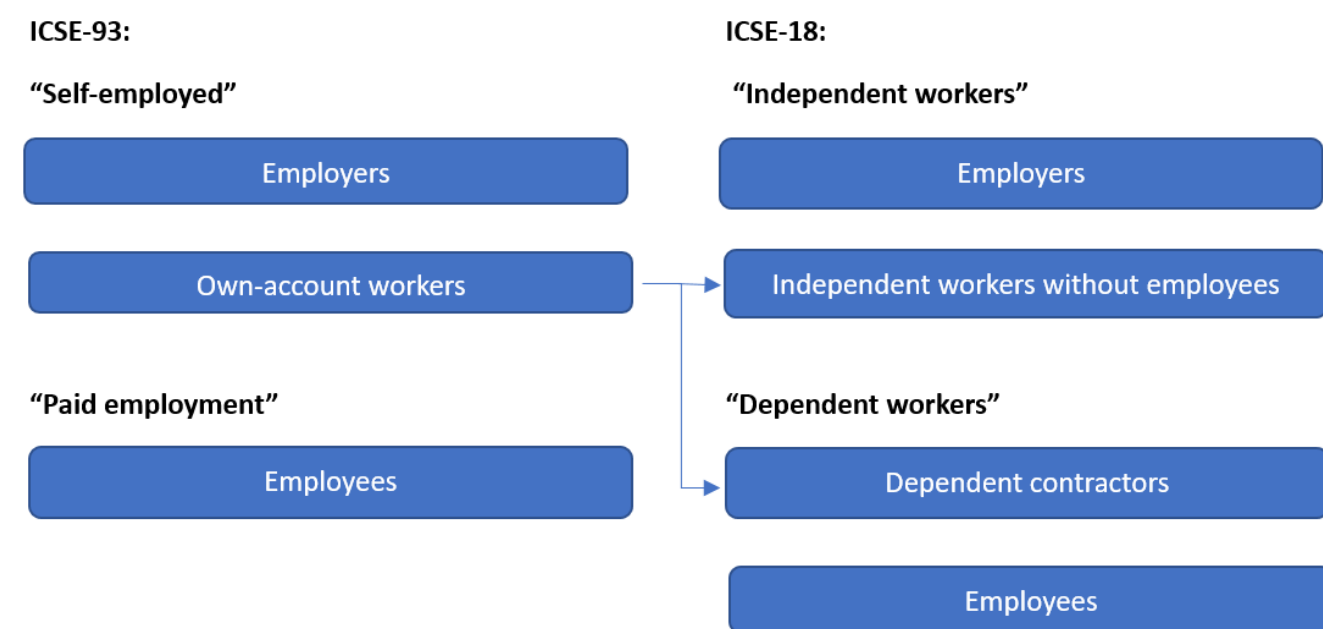 ICSE-93:
“Self-employed”
Employers
Own-account workers
“Paid employment”
Employees
ICSE-18:
“Independent workers”
Employers
Independent workers without employees
“Dependent workers”
Dependent contractors
Employees